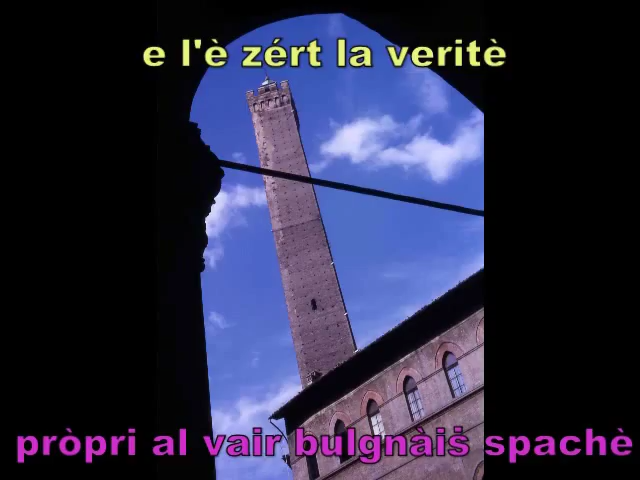 e l'è zért la veritè
pròpri al vair bulgnàiṡ spachè